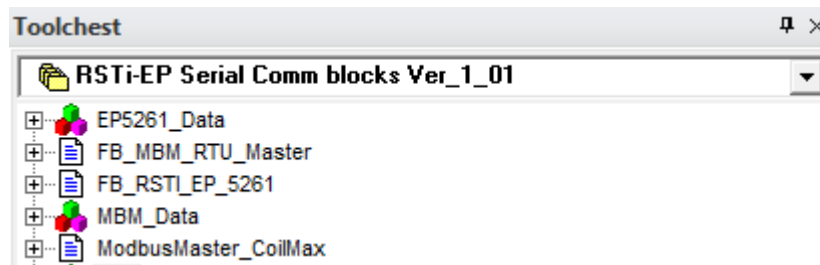 Toolchest
RSTi-EP Serial Comm blocks Ver_1_01
EP5261_Data
FB_MBM_RTU_Master
FB_RSTI_EP_5261
MBM_Data
ModbusMaster_CoilMax